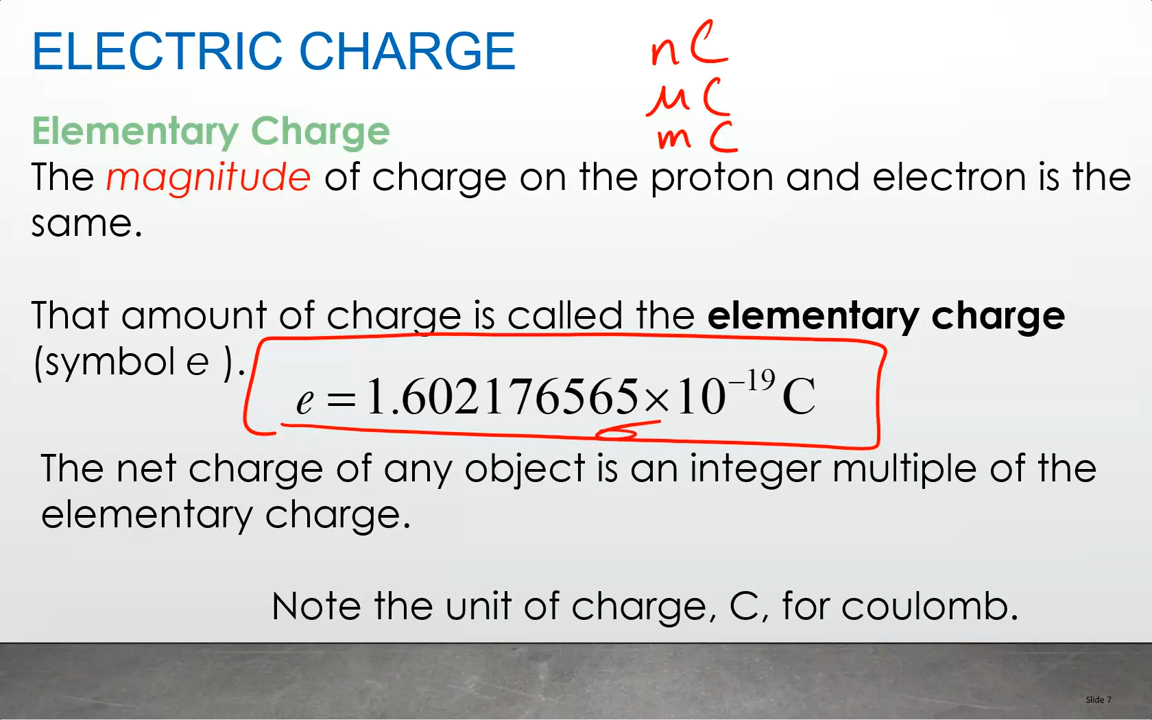 ELECTRIC CHARGE
nC
μC
mC
Elementary Charge
The magnitude of charge on the proton and electron is the
same.
That amount of charge is called the elementary charge
(symbol e ).
e = 1.602176565×10⁻¹⁹ C
The net charge of any object is an integer multiple of the
elementary charge.
Note the unit of charge, C, for coulomb.
Slide 7